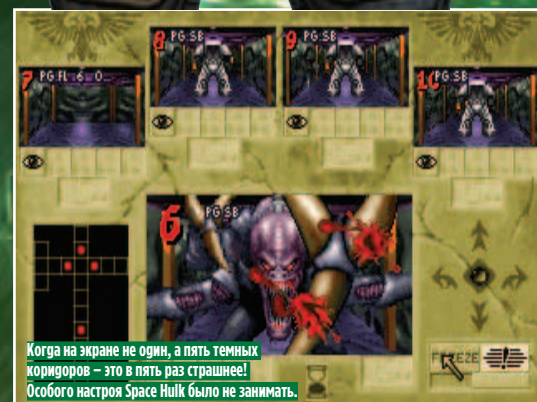 8 PG:SB
9 PG:SB
7 PG:FL :6: 0...
10 PG:SB
6 PG:SB
FREEZE
Когда на экране не один, а пять темных
коридоров – это в пять раз страшнее!
Особого настроя Space Hulk было не занимать.